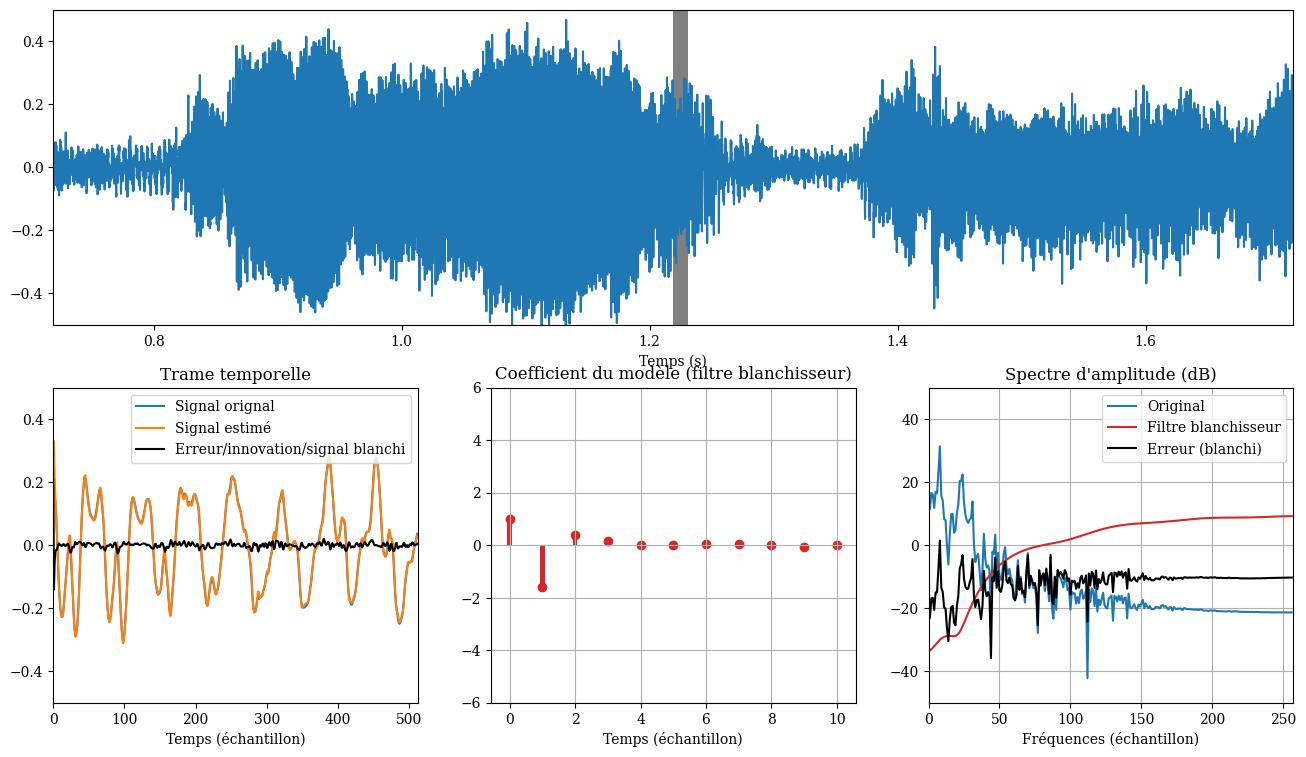 0.4
0.2
0.0
−0.2
−0.4
0.8 1.0 1.2 1.4 1.6
Temps (s)
Trame temporelle
Signal orignal
Signal estimé
Erreur/innovation/signal blanchi
0.4
0.2
0.0
−0.2
−0.4
0 100 200 300 400 500
Temps (échantillon)
Coefficient du modèle (filtre blanchisseur)
6
4
2
0
−2
−4
−6
0 2 4 6 8 10
Temps (échantillon)
Spectre d'amplitude (dB)
Original
Filtre blanchisseur
Erreur (blanchi)
40
20
0
−20
−40
0 50 100 150 200 250
Fréquences (échantillon)